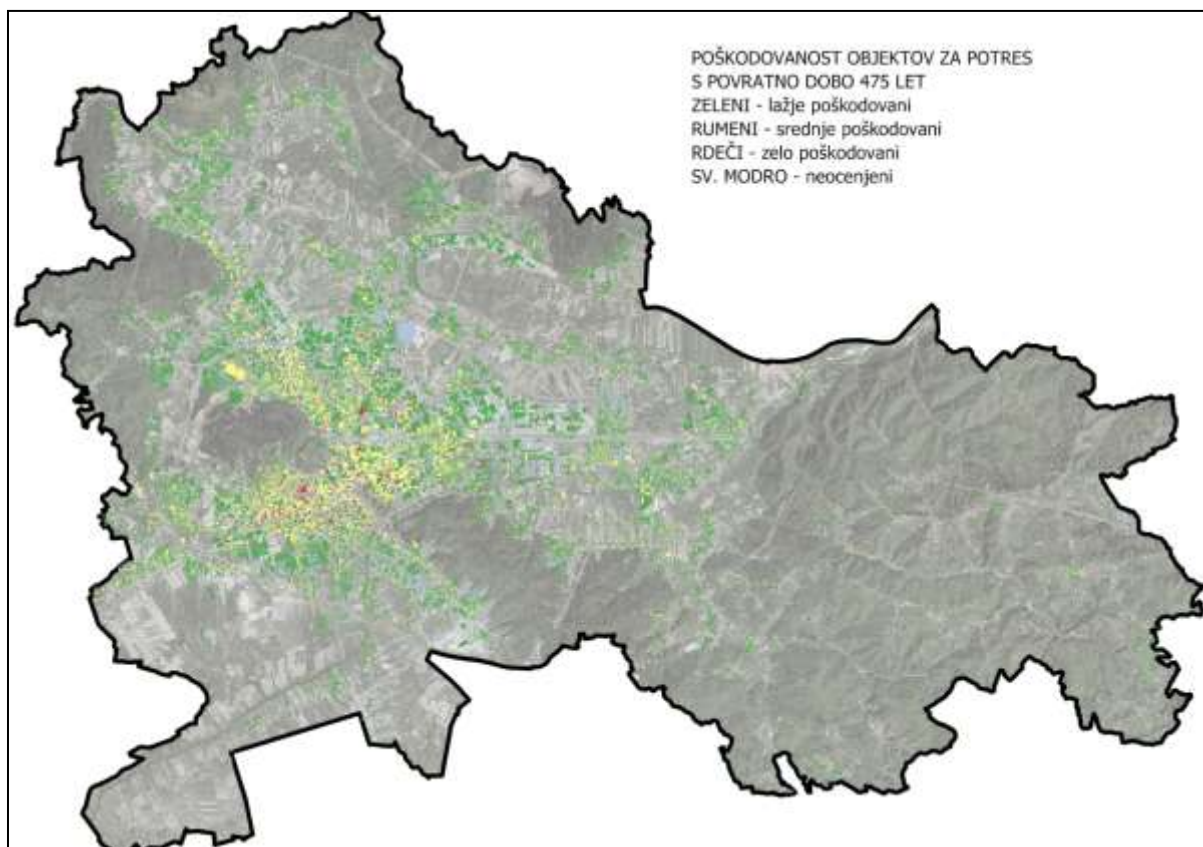 POŠKODOVANOST OBJEKTOV ZA POTRES
S POVRATNO DOBO 475 LET
ZELENI - lažje poškodovani
RUMENI - srednje poškodovani
RDEČI - zelo poškodovani
SV. MODRO - neocenjeni